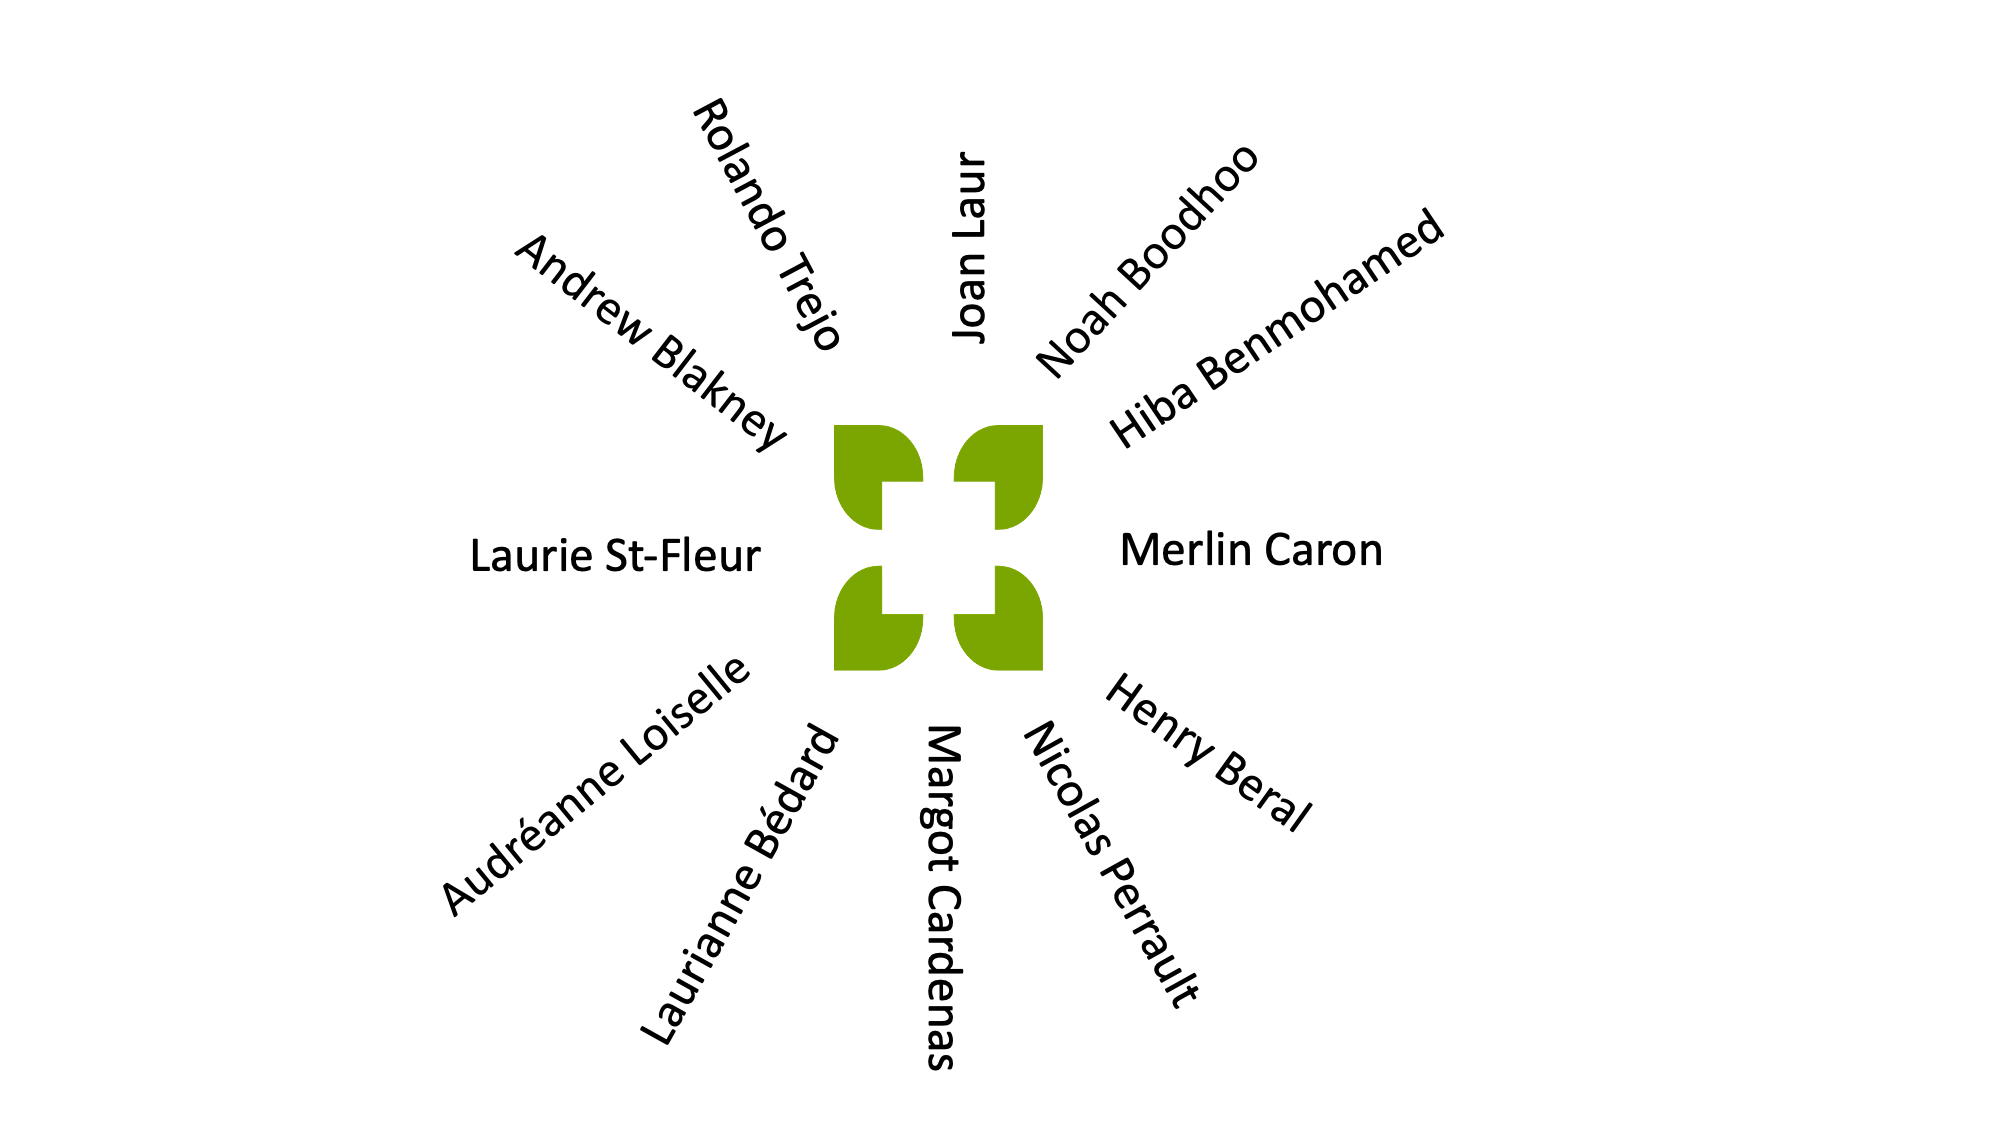 Rolando Trejo
Joan Laur
Noah Boodhoo
Hiba Benmohamed
Andrew Blakney
Laurie St-Fleur
Merlin Caron
Audréanne Loiselle
Laurianne Bédard
Margot Cardenas
Nicolas Perrault
Henry Beral